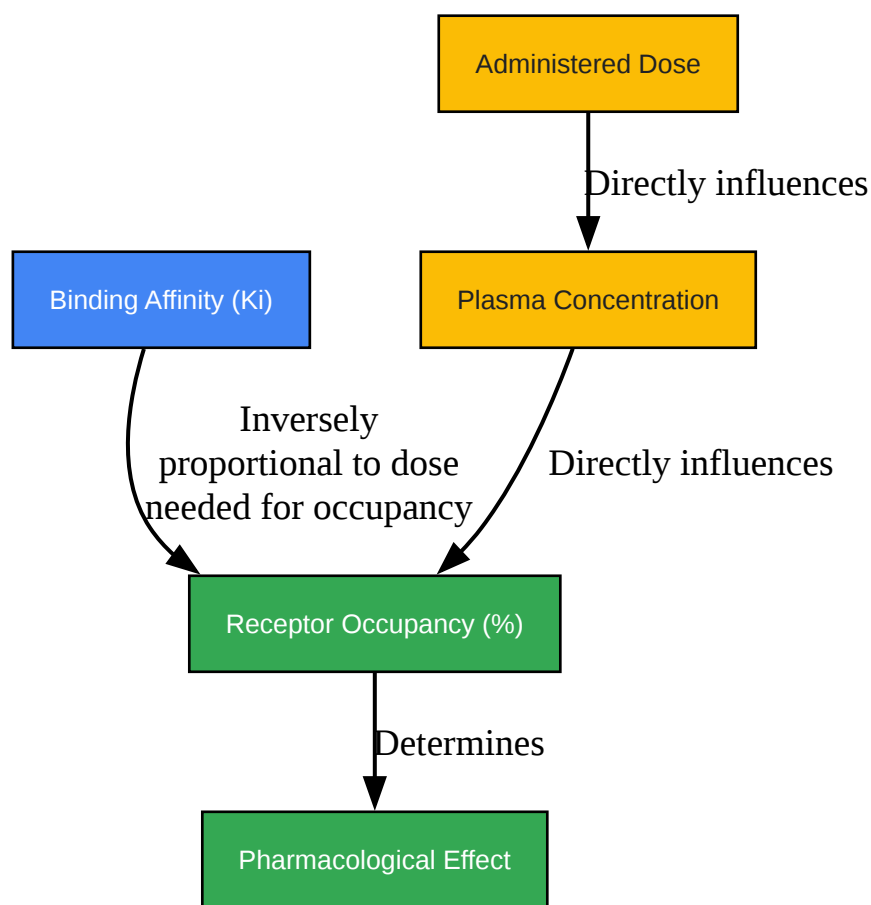 Administered Dose
Directly influences
Binding Affinity (Ki)
Plasma Concentration
Inversely
proportional to dose
needed for occupancy
Directly influences
Receptor Occupancy (%)
Determines
Pharmacological Effect